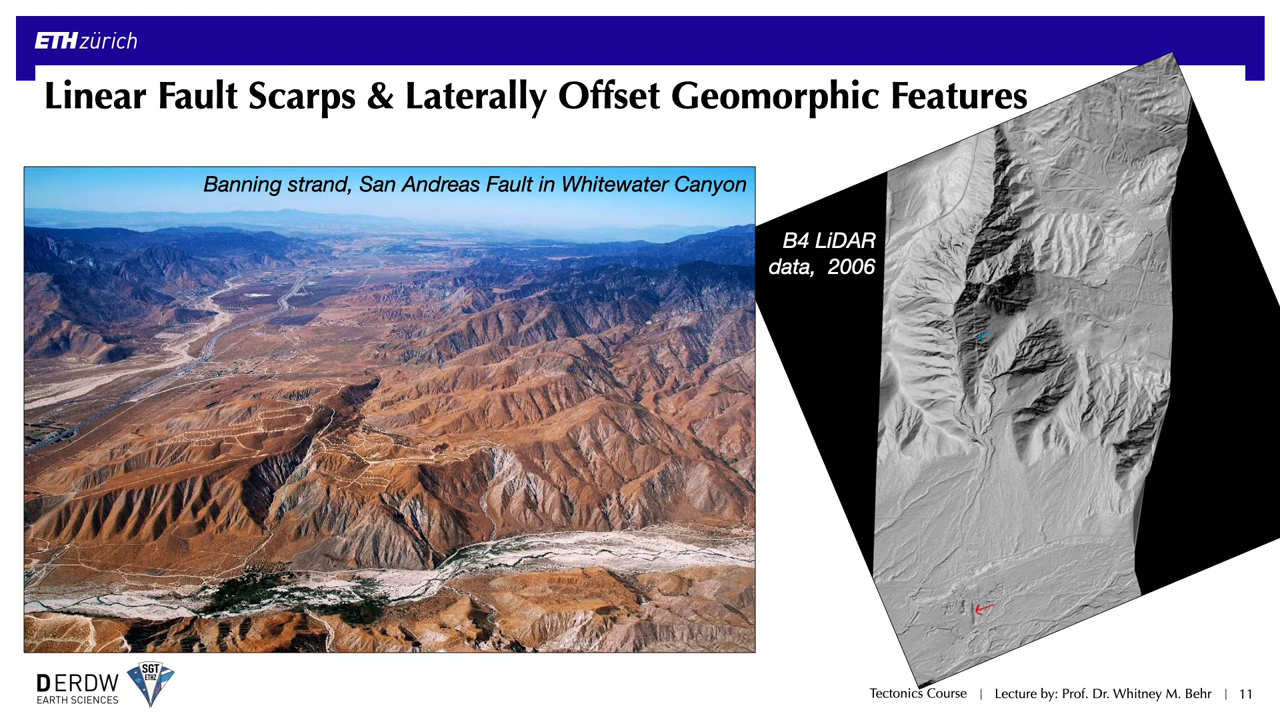 ETH zürich
Linear Fault Scarps & Laterally Offset Geomorphic Features
Banning strand, San Andreas Fault in Whitewater Canyon
B4 LiDAR
data, 2006
DERDW
EARTH SCIENCES
SGT
ETHZ
Tectonics Course | Lecture by: Prof. Dr. Whitney M. Behr | 11